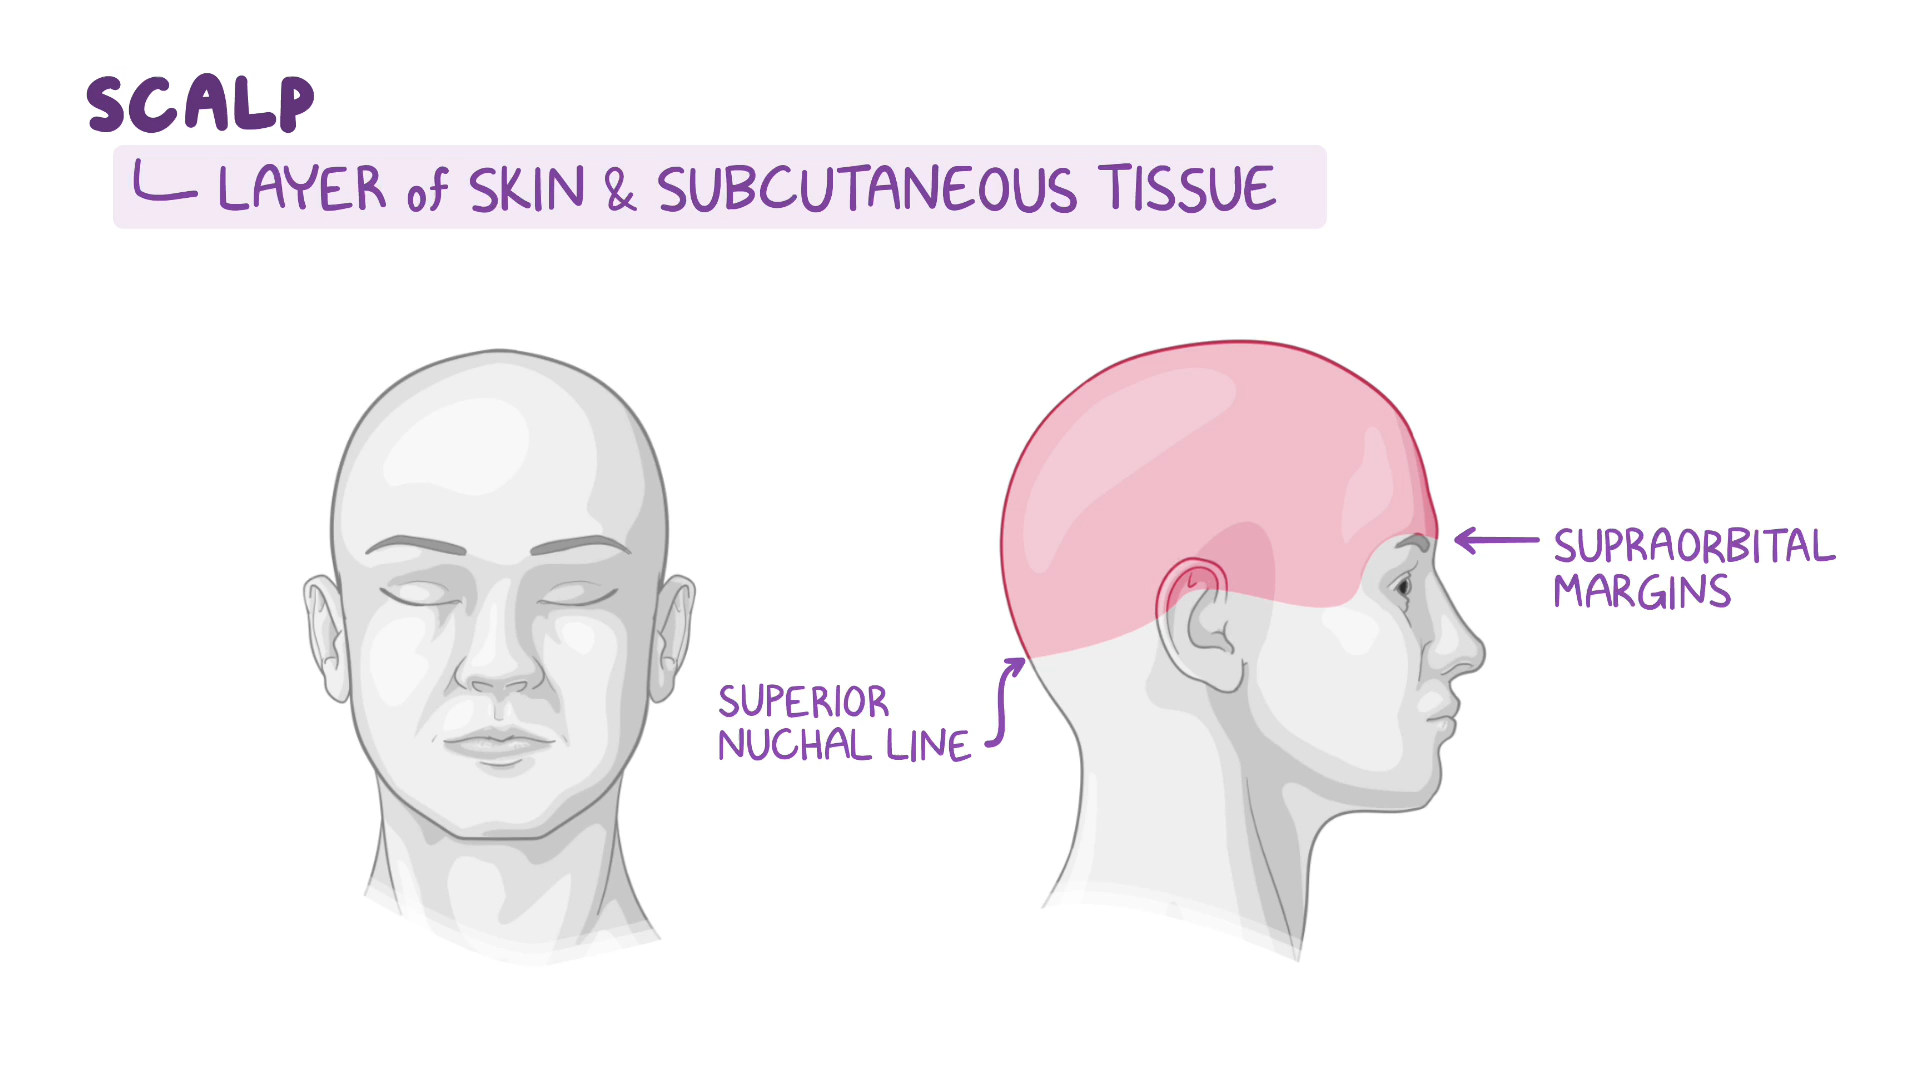 SCALP
LAYER of SKIN & SUBCUTANEOUS TISSUE
SUPRAORBITAL
MARGINS
SUPERIOR
NUCHAL LINE